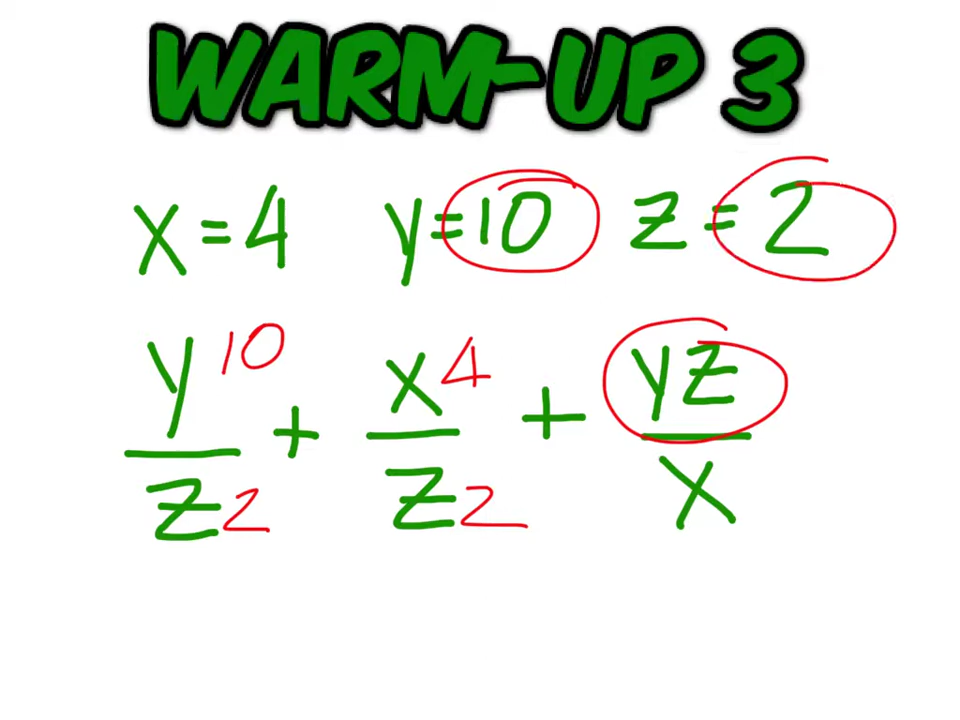 WARM-UP 3
x=4 y=10 z=2
y 10 x 4 yz
+ +
z 2 z 2 x